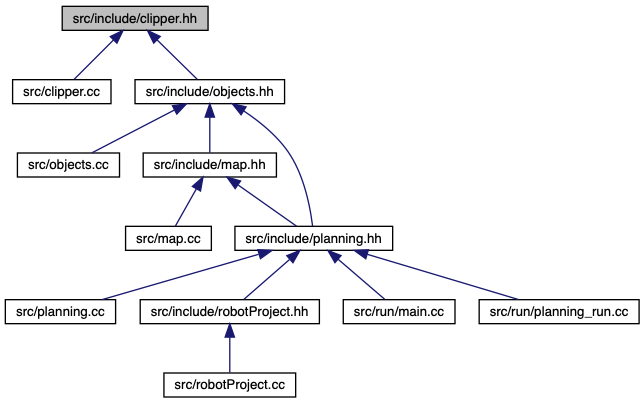 src/include/clipper.hh
src/clipper.cc
src/include/objects.hh
src/objects.cc
src/include/map.hh
src/map.cc
src/include/planning.hh
src/planning.cc
src/include/robotProject.hh
src/run/main.cc
src/run/planning_run.cc
src/robotProject.cc